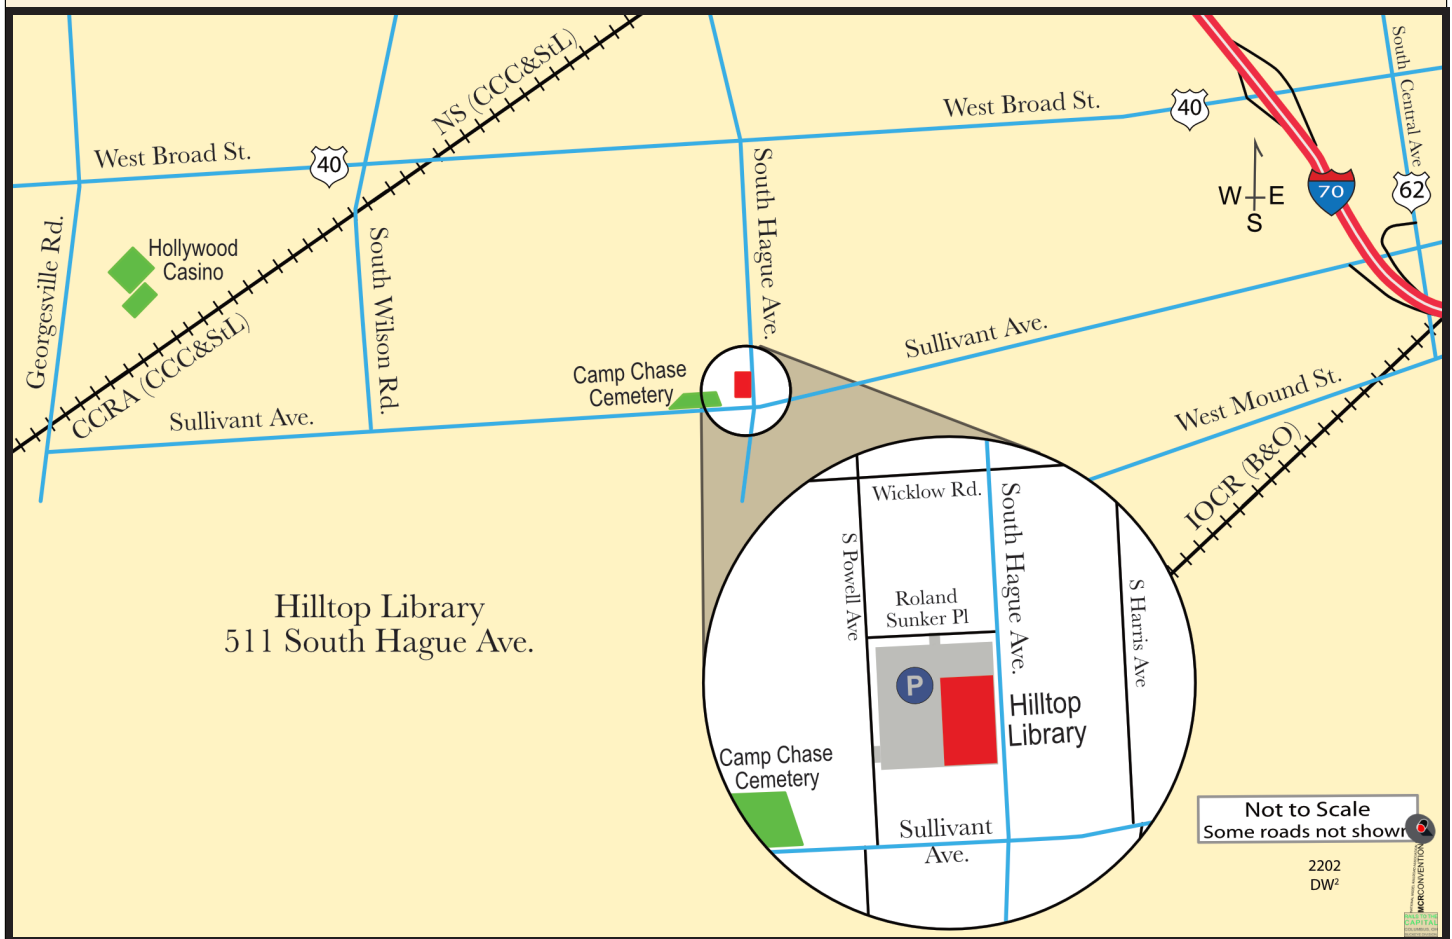 South Central Ave
NS (CCC&StL)
West Broad St.
40
West Broad St.
40
70
62
W E
S
South Hague Ave.
Georgesville Rd.
Hollywood
Casino
South Wilson Rd.
CCRA (CCC&StL)
Sullivant Ave.
Sullivant Ave.
Camp Chase
Cemetery
West Mound St.
IOCR (B&O)
Wicklow Rd.
South Hague Ave.
S Powell Ave
S Harris Ave
Roland
Sunker Pl
P
Hilltop
Library
Camp Chase
Cemetery
Sullivant
Ave.
Hilltop Library
511 South Hague Ave.
Not to Scale
Some roads not shown
2202
DW²
MCRCONVENTION
CAPITAL